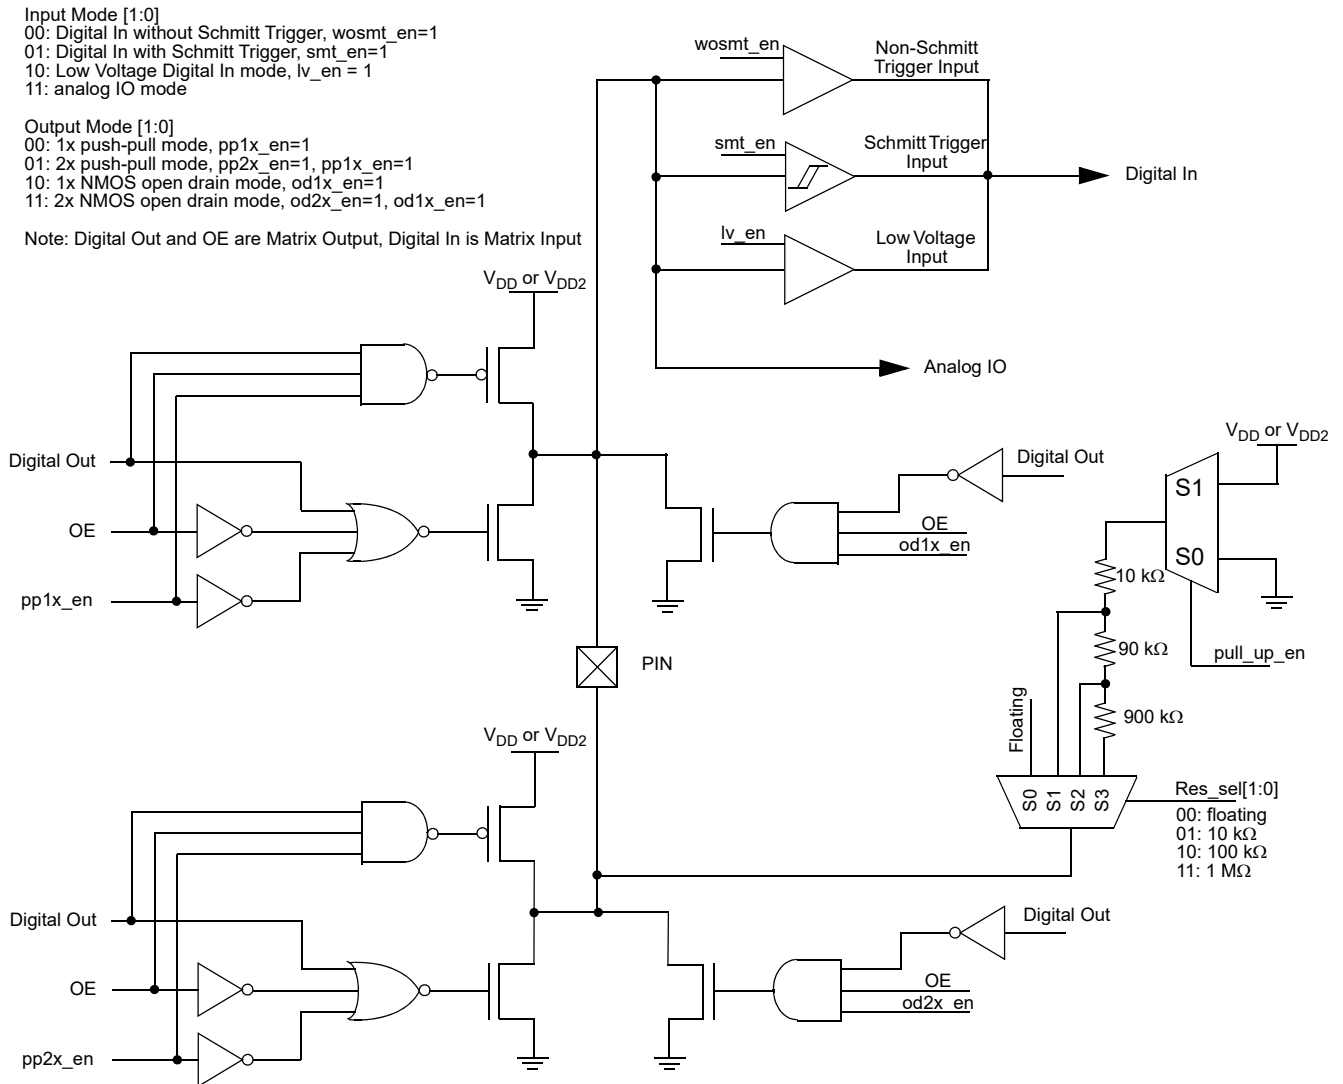 Input Mode [1:0]
00: Digital In without Schmitt Trigger, wosmt_en=1
01: Digital In with Schmitt Trigger, smt_en=1
10: Low Voltage Digital In mode, lv_en = 1
11: analog IO mode
Output Mode [1:0]
00: 1x push-pull mode, pp1x_en=1
01: 2x push-pull mode, pp2x_en=1, pp1x_en=1
10: 1x NMOS open drain mode, od1x_en=1
11: 2x NMOS open drain mode, od2x_en=1, od1x_en=1
Note: Digital Out and OE are Matrix Output, Digital In is Matrix Input
wosmt_en
Non-Schmitt
Trigger Input
smt_en
Schmitt Trigger
Input
Digital In
lv_en
Low Voltage
Input
Analog IO
VDD or VDD2
Digital Out
OE
pp1x_en
Digital Out
OE
od1x_en
VDD or VDD2
S1
S0
pull_up_en
10 kΩ
90 kΩ
900 kΩ
PIN
Floating
S0
S1
S2
S3
Res_sel[1:0]
00: floating
01: 10 kΩ
10: 100 kΩ
11: 1 MΩ
VDD or VDD2
Digital Out
OE
pp2x_en
Digital Out
OE
od2x_en